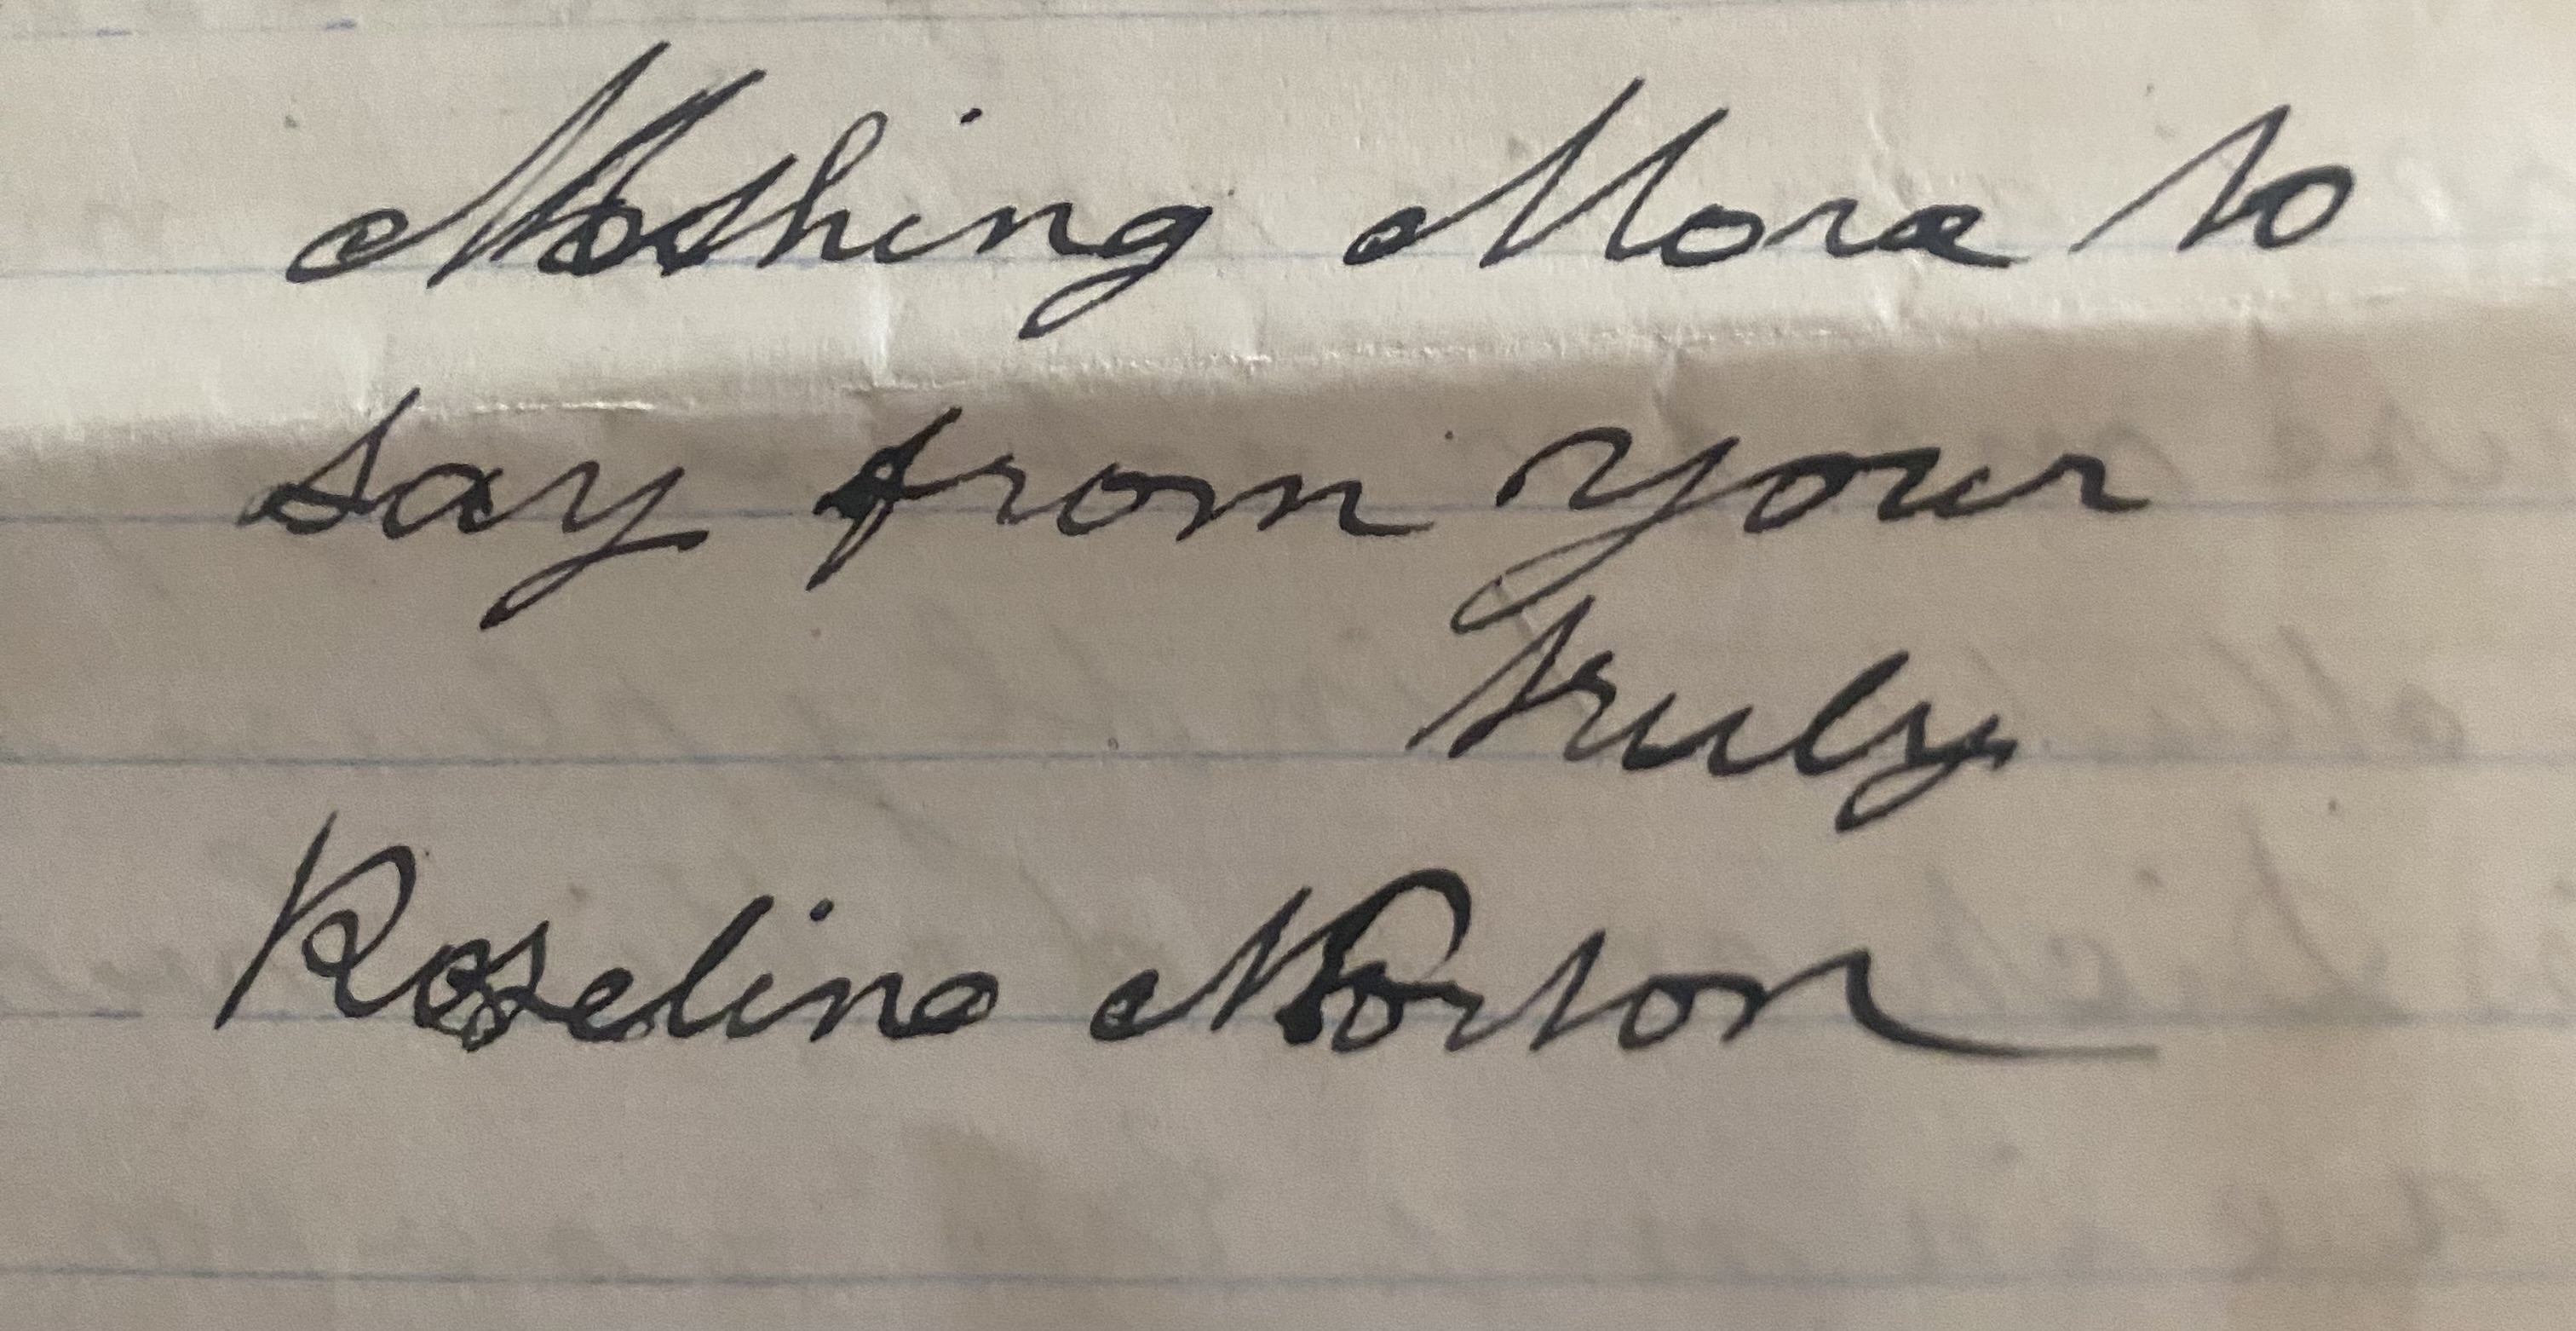 Nothing More to
say from your
truly
Roseline Norton